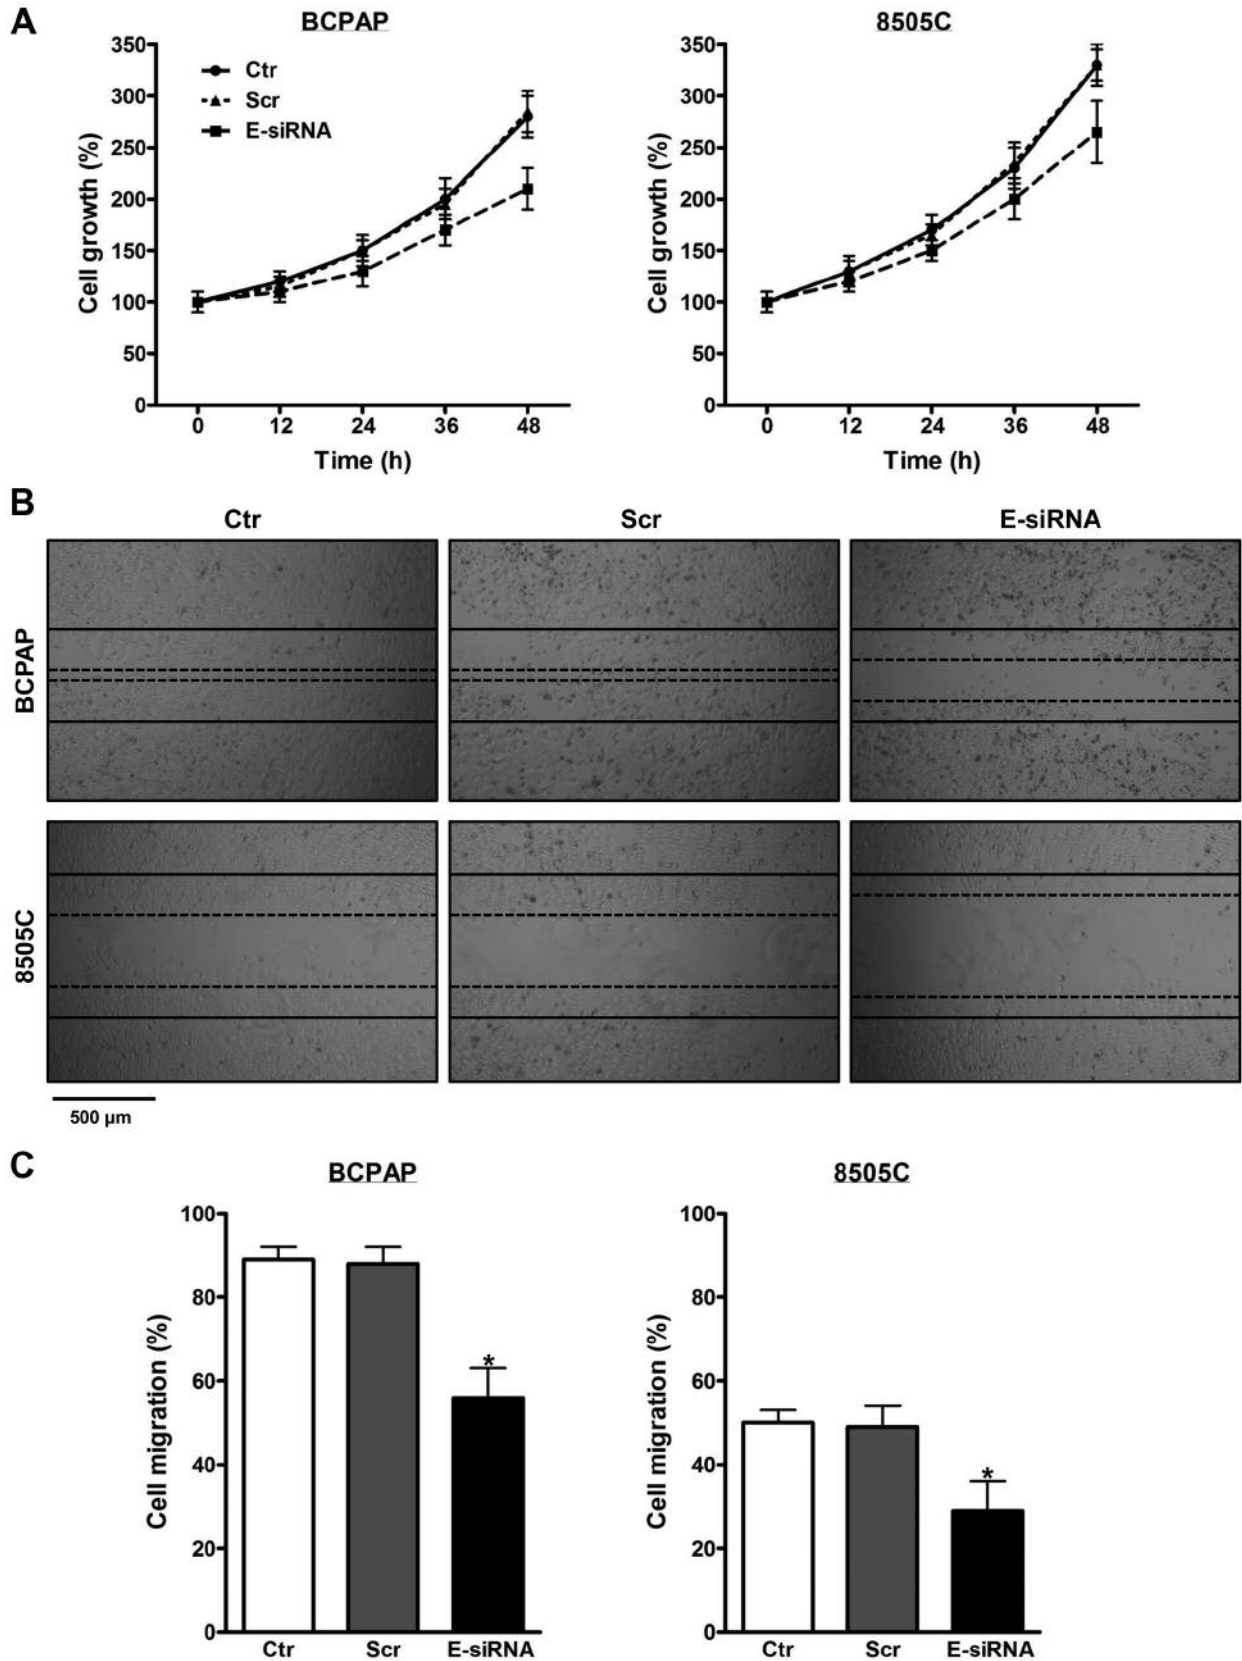 A
BCPAP
8505C
350
300
250
200
150
100
50
0
Cell growth (%)
Ctr
Scr
E-siRNA
0 12 24 36 48
Time (h)
350
300
250
200
150
100
50
0
Cell growth (%)
0 12 24 36 48
Time (h)
B
Ctr Scr E-siRNA
BCPAP
8505C
500 µm
C
BCPAP
8505C
100
80
60
40
20
0
Cell migration (%)
*
Ctr Scr E-siRNA
100
80
60
40
20
0
Cell migration (%)
*
Ctr Scr E-siRNA